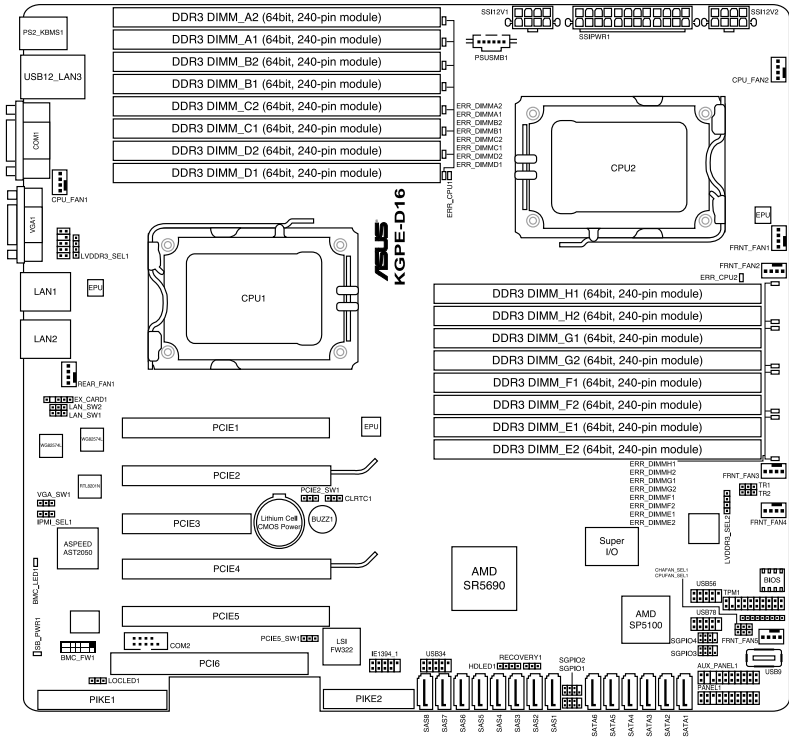 PS2_KBMS1
USB12_LAN3
COM1
VGA1
CPU_FAN1
LVDDR3_SEL1
LAN1
EPU
LAN2
REAR_FAN1
DDR3 DIMM_A2 (64bit, 240-pin module)
DDR3 DIMM_A1 (64bit, 240-pin module)
DDR3 DIMM_B2 (64bit, 240-pin module)
DDR3 DIMM_B1 (64bit, 240-pin module)
DDR3 DIMM_C2 (64bit, 240-pin module)
DDR3 DIMM_C1 (64bit, 240-pin module)
DDR3 DIMM_D2 (64bit, 240-pin module)
DDR3 DIMM_D1 (64bit, 240-pin module)
ERR_DIMMA2
ERR_DIMMA1
ERR_DIMMB2
ERR_DIMMB1
ERR_DIMMC2
ERR_DIMMC1
ERR_DIMMD2
ERR_DIMMD1
ERR_CPU1
SSI12V1
SSIPWR1
SSI12V2
PSUSMB1
CPU_FAN2
CPU2
EPU
FRNT_FAN1
FRNT_FAN2
ERR_CPU2
ASUS
KGPE-D16
CPU1
DDR3 DIMM_H1 (64bit, 240-pin module)
DDR3 DIMM_H2 (64bit, 240-pin module)
DDR3 DIMM_G1 (64bit, 240-pin module)
DDR3 DIMM_G2 (64bit, 240-pin module)
DDR3 DIMM_F1 (64bit, 240-pin module)
DDR3 DIMM_F2 (64bit, 240-pin module)
DDR3 DIMM_E1 (64bit, 240-pin module)
DDR3 DIMM_E2 (64bit, 240-pin module)
ERR_DIMMH1
ERR_DIMMH2
ERR_DIMMG1
ERR_DIMMG2
ERR_DIMMF1
ERR_DIMMF2
ERR_DIMME1
ERR_DIMME2
FRNT_FAN3
TR1
TR2
LVDDR3_SEL2
FRNT_FAN4
EX_CARD1
LAN_SW2
LAN_SW1
WG82574L
WG82574L
RTL8201N
VGA_SW1
IPMI_SEL1
ASPEED
AST2050
BMC_LED1
SB_PWR1
BMC_FW1
PCIE1
EPU
PCIE2
PCIE2_SW1
CLRTC1
PCIE3
Lithium Cell
CMOS Power
BUZZ1
PCIE4
PCIE5
COM2
PCIE5_SW1
LSI
FW322
PCI6
LOCLED1
PIKE1
PIKE2
AMD
SR5690
Super
I/O
AMD
SP5100
CHAFAN_SEL1
CPUFAN_SEL1
BIOS
USB56
TPM1
USB78
FRNT_FAN5
SGPIO4
SGPIO3
USB9
AUX_PANEL1
PANEL1
IE1394_1
USB34
RECOVERY1
HDLED1
SGPIO2
SGPIO1
SAS8
SAS7
SAS6
SAS5
SAS4
SAS3
SAS2
SAS1
SATA6
SATA5
SATA4
SATA3
SATA2
SATA1